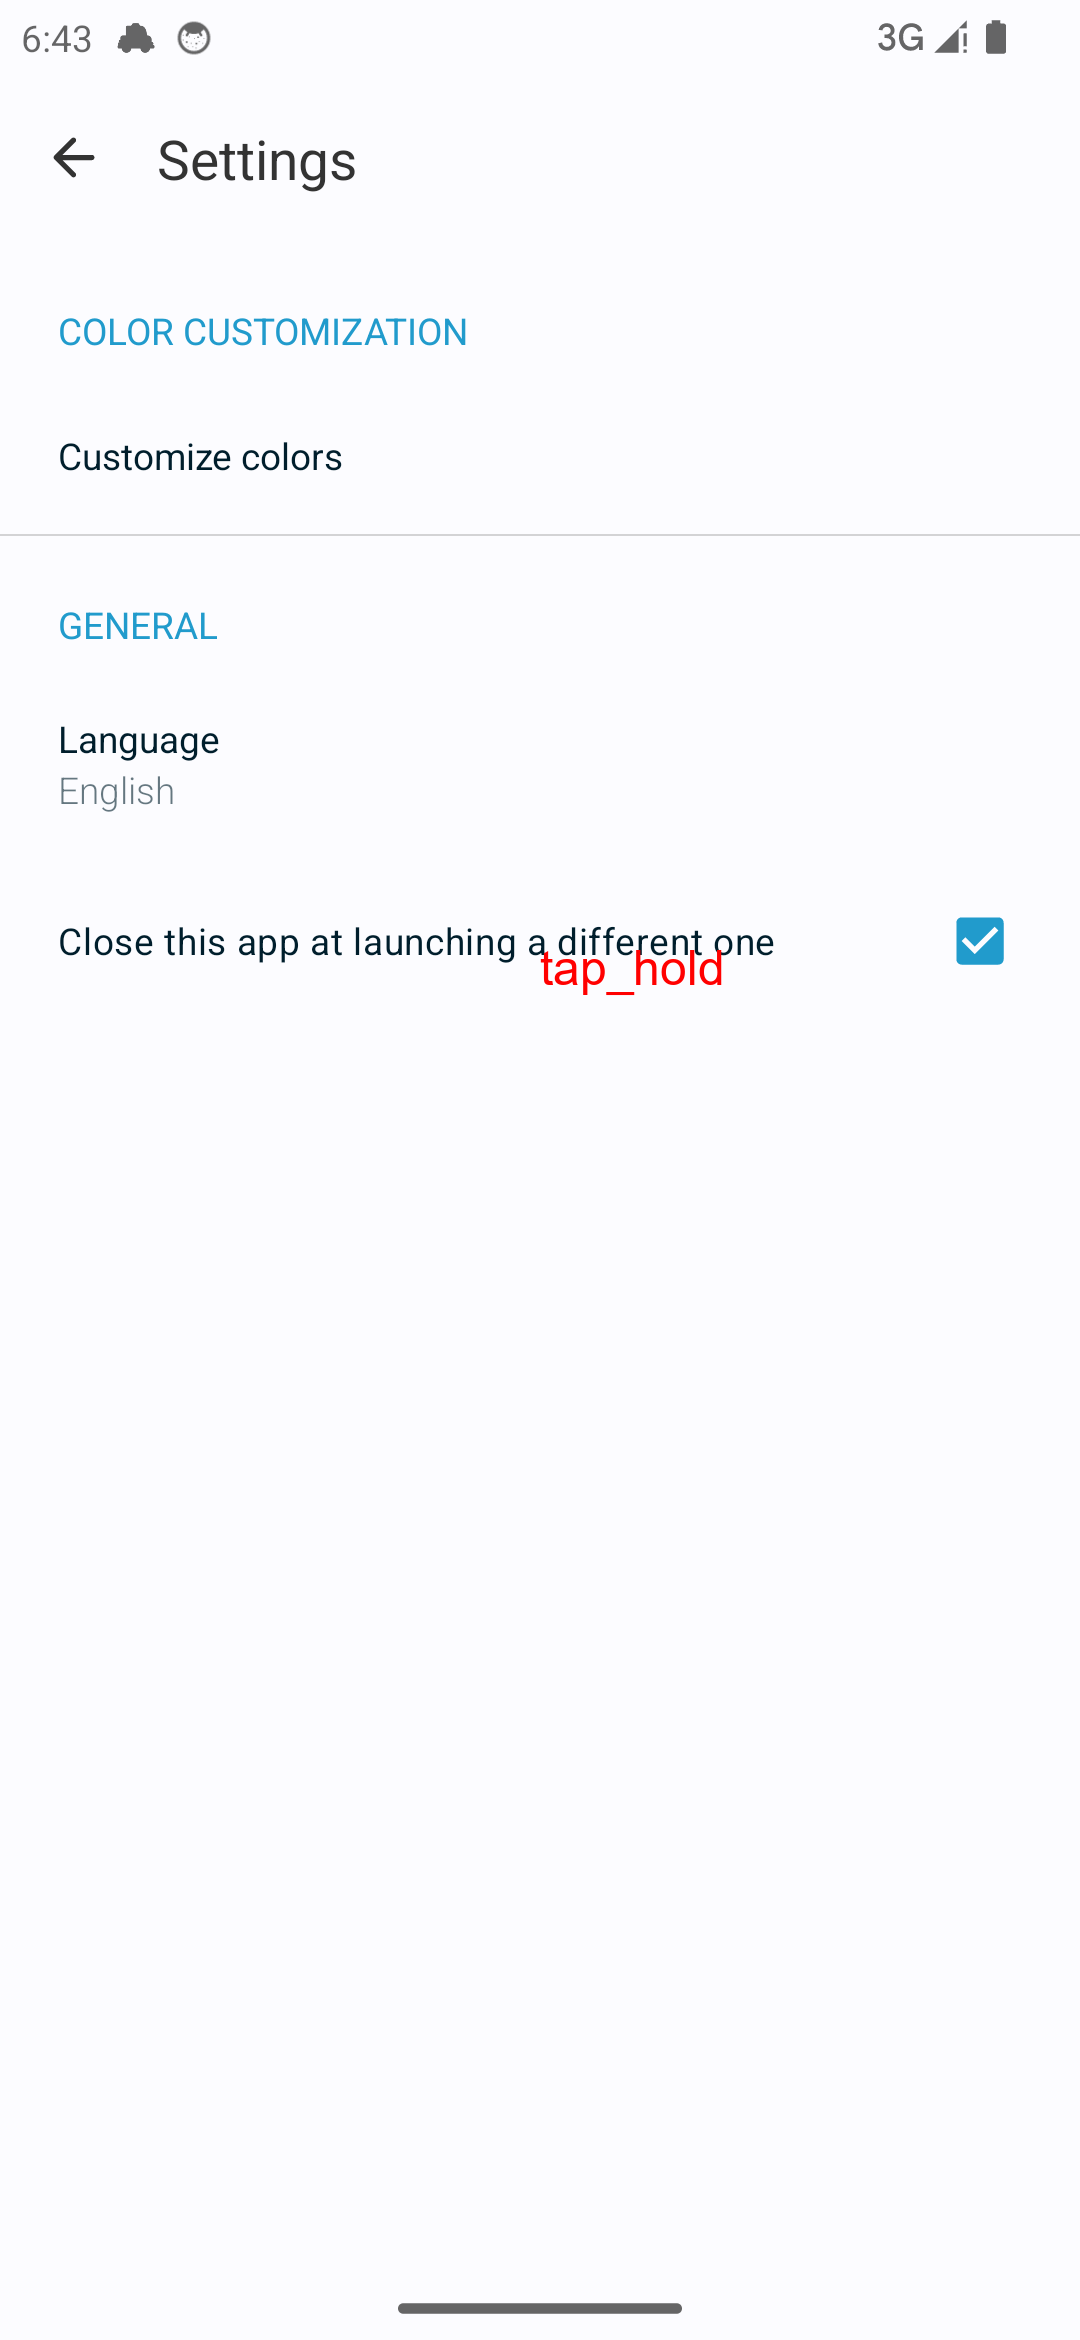 6:43 3G
Settings
COLOR CUSTOMIZATION
Customize colors
GENERAL
Language
English
Close this app at launching a different one
tap_hold